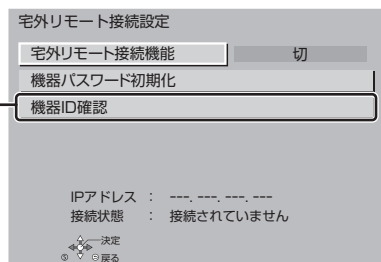 宅外リモート接続設定
宅外リモート接続機能 切
機器パスワード初期化
機器ID確認
IPアドレス : ---. ---. ---. ---
接続状態 : 接続されていません
決定
S 戻る